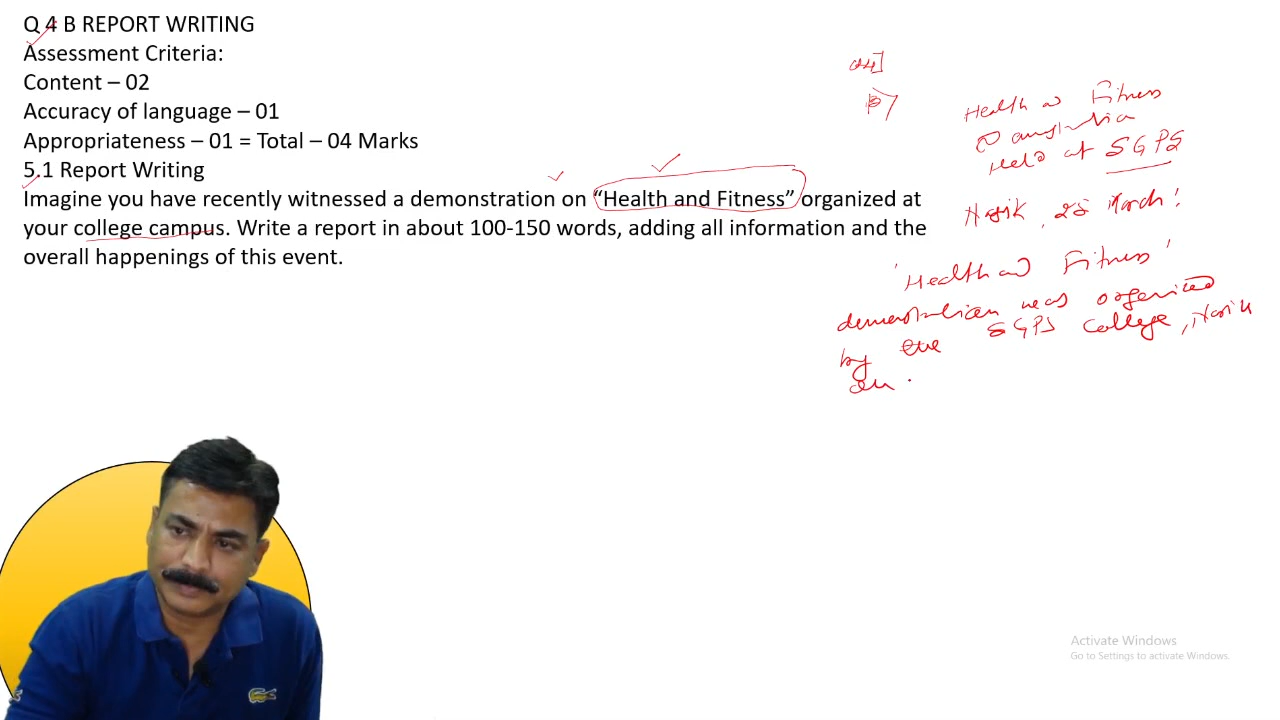 Q 4 B REPORT WRITING
Assessment Criteria:
Content – 02
Accuracy of language – 01
Appropriateness – 01 = Total – 04 Marks
5.1 Report Writing
Imagine you have recently witnessed a demonstration on “Health and Fitness” organized at
your college campus. Write a report in about 100-150 words, adding all information and the
overall happenings of this event.
Q4]
B)
Health Fitness
Held at SGPS
Nasik, 25 March:
'Health and Fitness'
demonstration was organized
by the SGPS College, Nasik
on .
Activate Windows
Go to Settings to activate Windows.